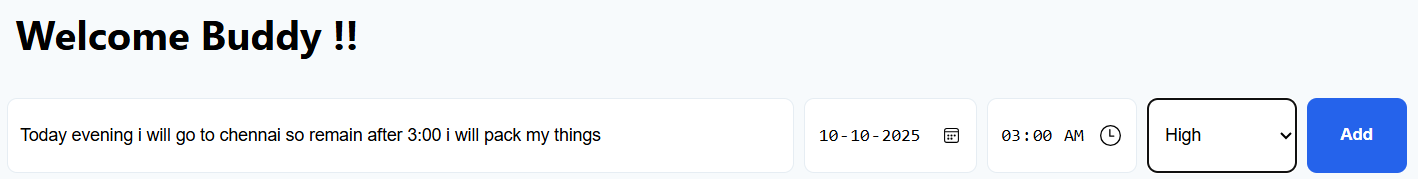 Welcome Buddy !!
Today evening i will go to chennai so remain after 3:00 i will pack my things 10-10-2025 03:00 AM High Add